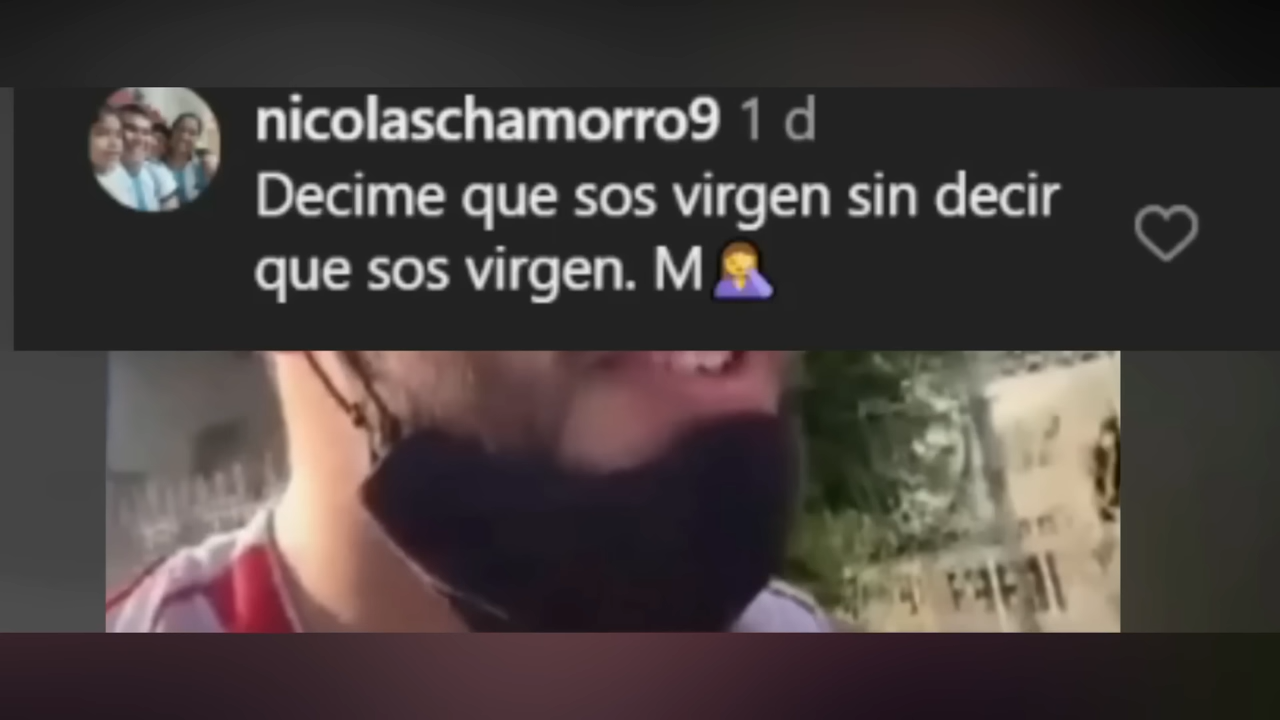 nicolaschamorro9 1 d
Decime que sos virgen sin decir
que sos virgen. M🤦‍♀️